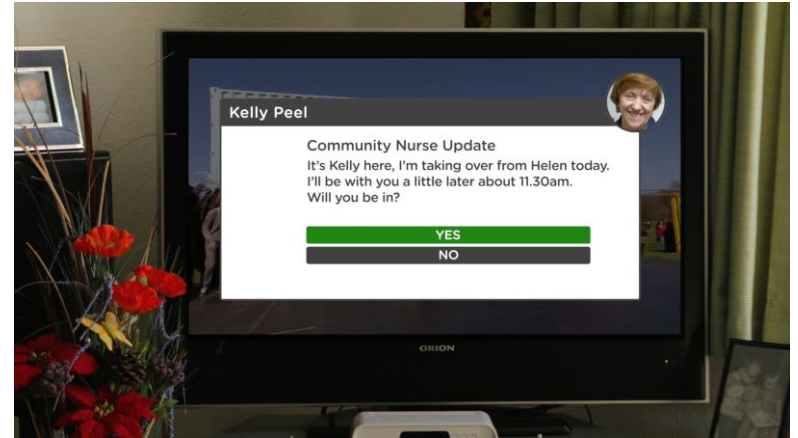 Kelly Peel
Community Nurse Update
It's Kelly here, I'm taking over from Helen today.
I'll be with you a little later about 11.30am.
Will you be in?
YES
NO
ORION